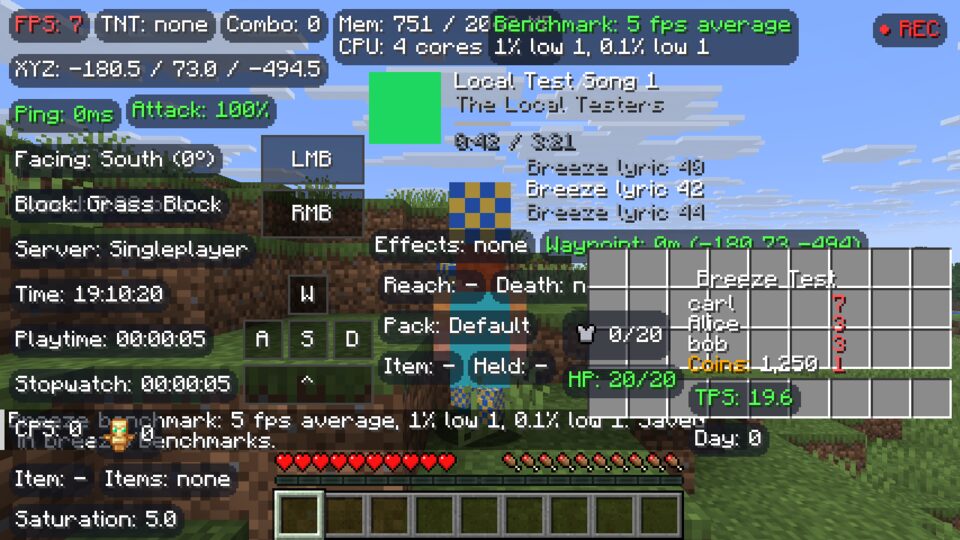 FPS: 7
TNT: none
Combo: 0
Mem: 751 / 20
Benchmark: 5 fps average
CPU: 4 cores
1% low 1, 0.1% low 1
REC
XYZ: -180.5 / 73.0 / -494.5
Local Test Song 1
The Local Testers
Ping: 0ms
Attack: 100%
0:42 / 3:21
Facing: South (0°)
LMB
Breeze lyric 40
Breeze lyric 42
Breeze lyric 44
Block: Grass Block
RMB
Effects: none
Waypoint: 0m (-180 73 -494)
Server: Singleplayer
Reach: -
Death: n
Breeze Test
Time: 19:10:20
W
carl 7
Alice 3
bob 3
Coins: 1,250 1
Pack: Default
0/20
Playtime: 00:00:05
A
S
D
Item: -
Held: -
HP: 20/20
Stopwatch: 00:00:05
^
TPS: 19.6
Breeze benchmark: 5 fps average, 1% low 1, 0.1% low 1. Saved
in breeze benchmarks.
CPS: 0
0
Day: 0
Item: -
Items: none
Saturation: 5.0